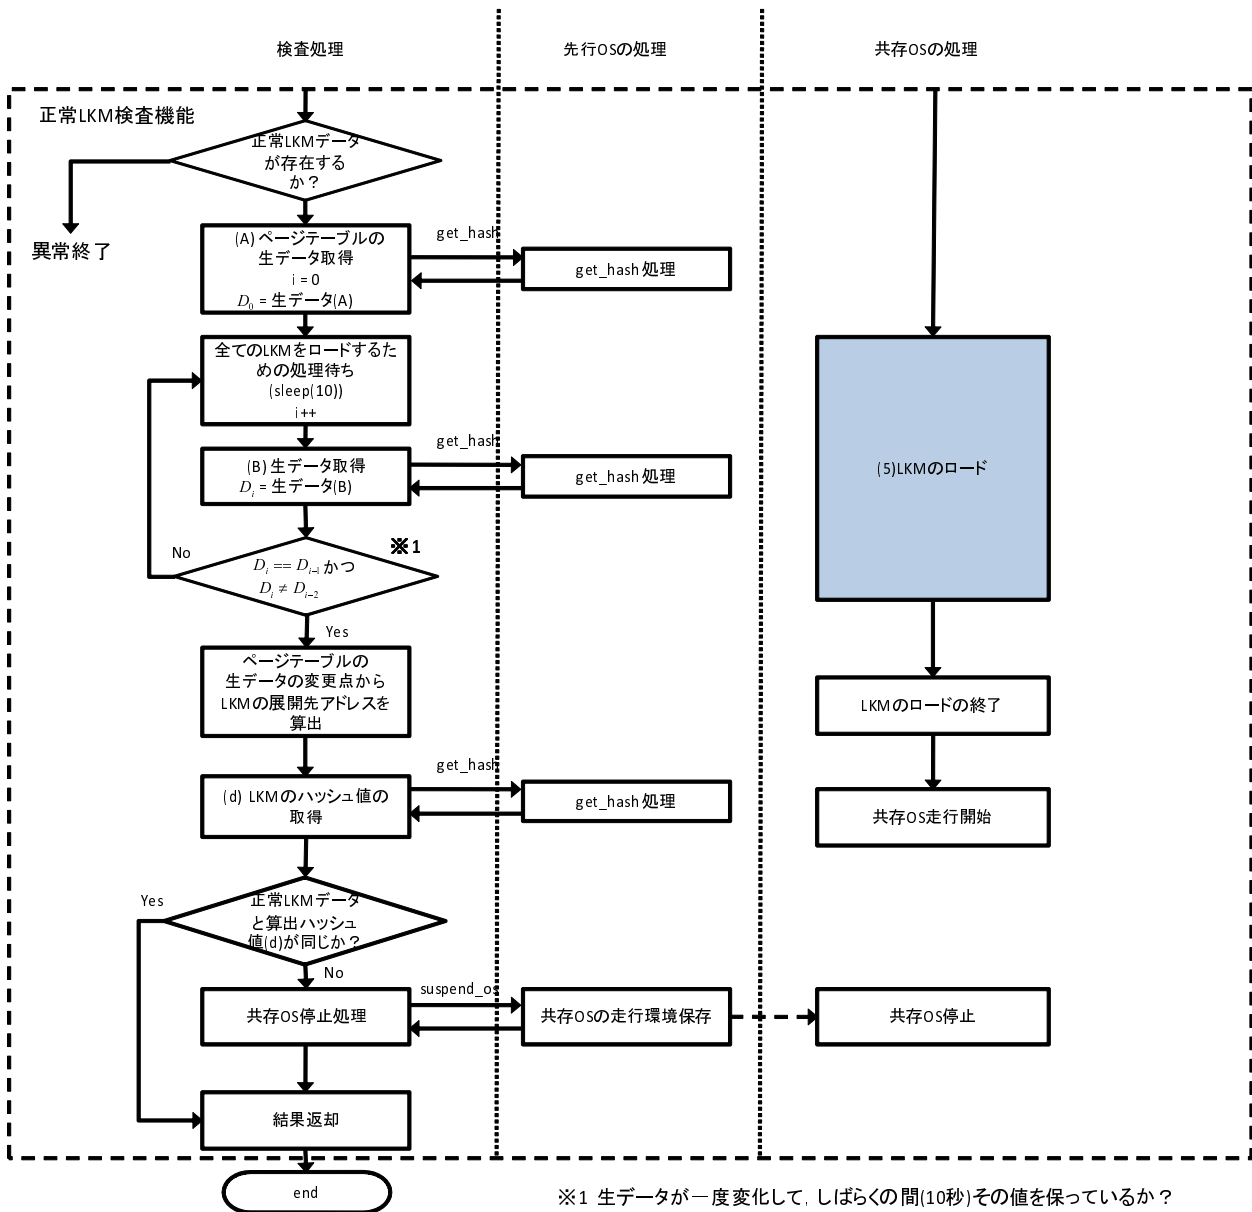 検査処理
先行OSの処理
共存OSの処理
正常LKM検査機能
正常LKMデータ
が存在する
か？
異常終了
(A) ページテーブルの
生データ取得
i = 0
D0 = 生データ(A)
get_hash
get_hash 処理
全てのLKMをロードするた
めの処理待ち
(sleep(10))
i ++
(B) 生データ取得
Di = 生データ(B)
get_hash
get_hash 処理
(5)LKMのロード
No
※1
Di == Di−1 かつ
Di ≠ Di−2
Yes
ページテーブルの
生データの変更点から
LKMの展開先アドレスを
算出
LKMのロードの終了
(d) LKMのハッシュ値の
取得
get_hash
get_hash 処理
共存OS走行開始
Yes
正常LKMデータ
と算出ハッシュ
値(d)が同じか？
No
共存OS停止処理
suspend_os
共存OSの走行環境保存
共存OS停止
結果返却
end
※1 生データが一度変化して，しばらくの間(10秒)その値を保っているか？